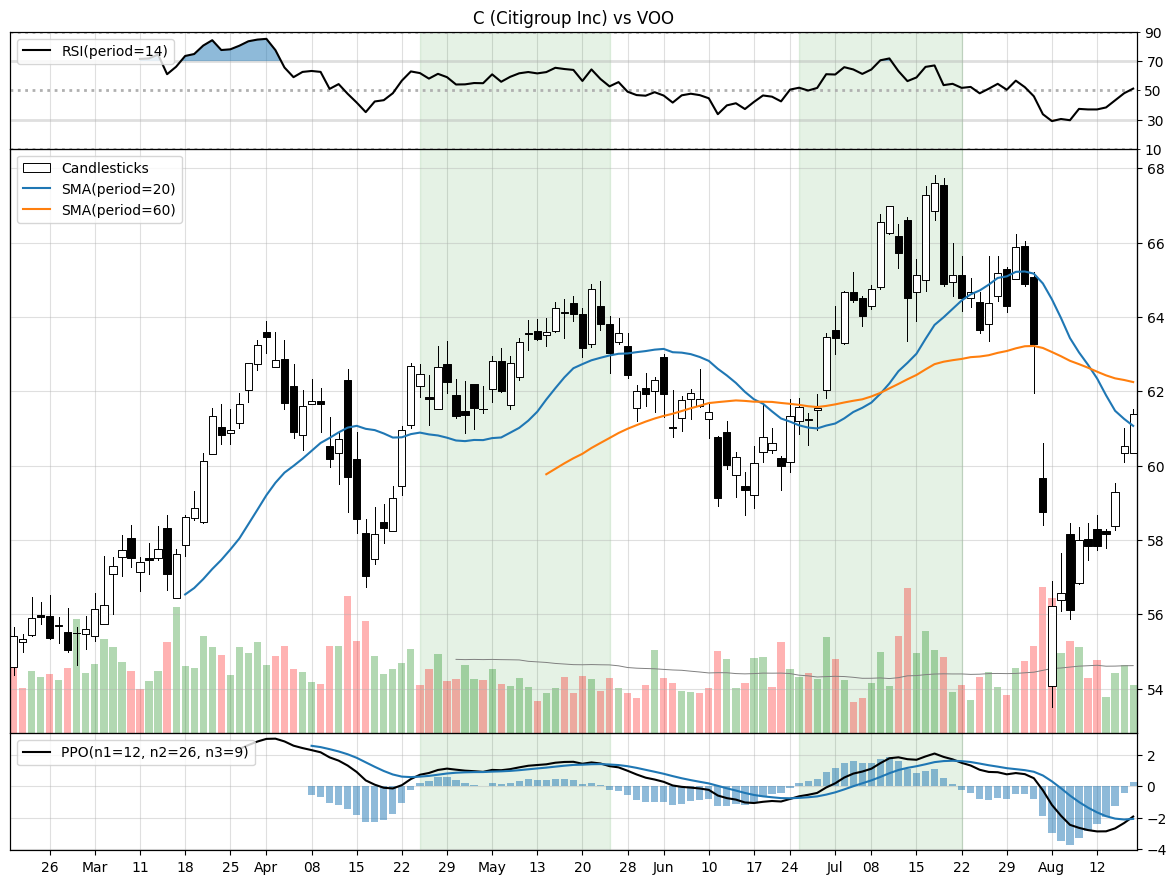 C (Citigroup Inc) vs VOO
RSI(period=14)
90
70
50
30
10
Candlesticks
SMA(period=20)
SMA(period=60)
68
66
64
62
60
58
56
54
PPO(n1=12, n2=26, n3=9)
2
0
−2
−4
26 Mar 11 18 25 Apr 08 15 22 29 May 13 20 28 Jun 10 17 24 Jul 08 15 22 29 Aug 12